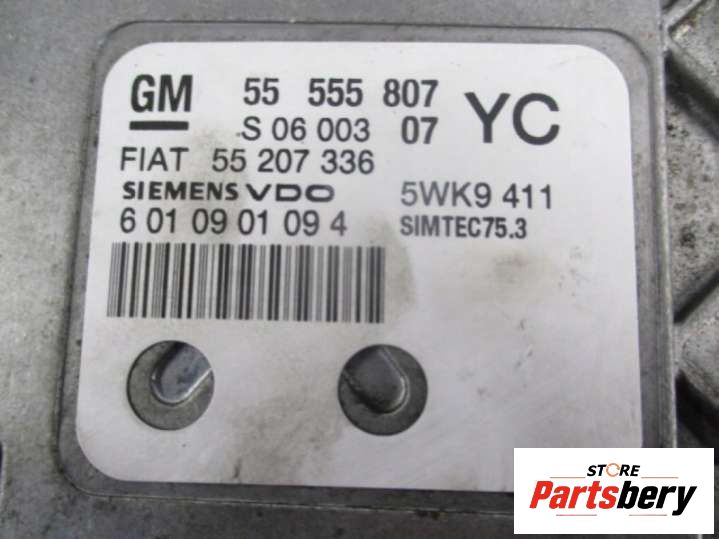 GM 55 555 807 YC
S 06 003 07
FIAT 55 207 336
SIEMENS VDO 5WK9 411
6 01 09 01 09 4 SIMTEC75.3
STORE
Partsbery